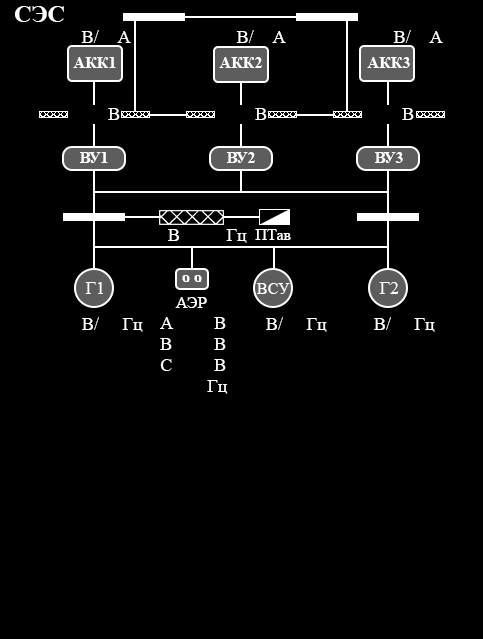 СЭС
В/ А В/ А В/ А
АКК1 АКК2 АКК3
В В В
ВУ1 ВУ2 ВУ3
В Гц ПТав
Г1 ВСУ Г2
АЭР
В/ Гц А В В/ Гц В/ Гц
В В
С В
Гц